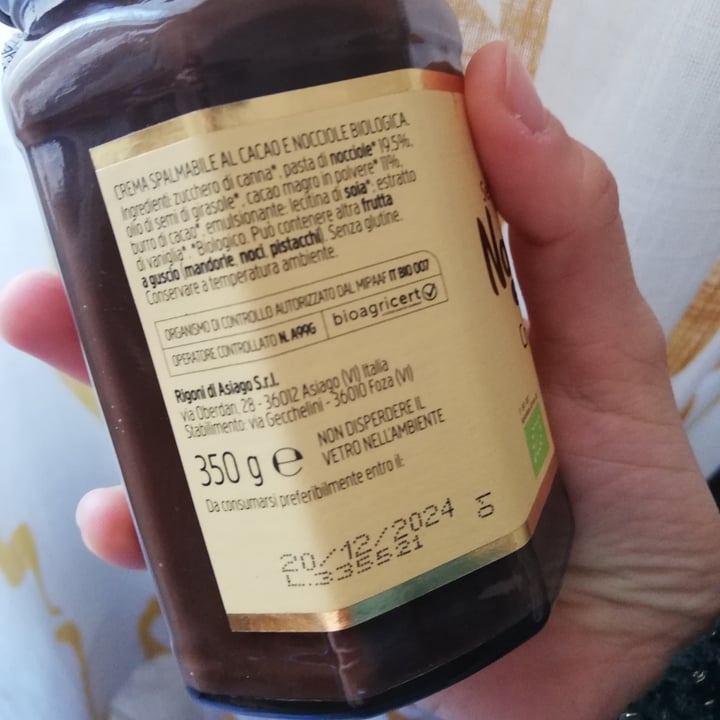 CREMA SPALMABILE AL CACAO E NOCCIOLE BIOLOGICA.
Ingredienti: zucchero di canna*, pasta di nocciole* 19.5%,
olio di semi di girasole*, cacao magro in polvere* 11%,
burro di cacao*, emulsionante: lecitina di soia*, estratto
di vaniglia*. *Biologico. Può contenere altra frutta
a guscio (mandorle, noci, pistacchi). Senza glutine.
Conservare a temperatura ambiente.
ORGANISMO DI CONTROLLO AUTORIZZATO DAL MIPAAF IT BIO 007
OPERATORE CONTROLLATO N. A99G
bioagricert
Rigoni di Asiago S.r.l.
via Oberdan, 28 - 36012 Asiago (VI) Italia
Stabilimento: via Gecchelini - 36010 Foza (VI)
350 g ℮
NON DISPERDERE IL
VETRO NELL'AMBIENTE
Da consumarsi preferibilmente entro il:
20/12/2024
L.335521
01
No